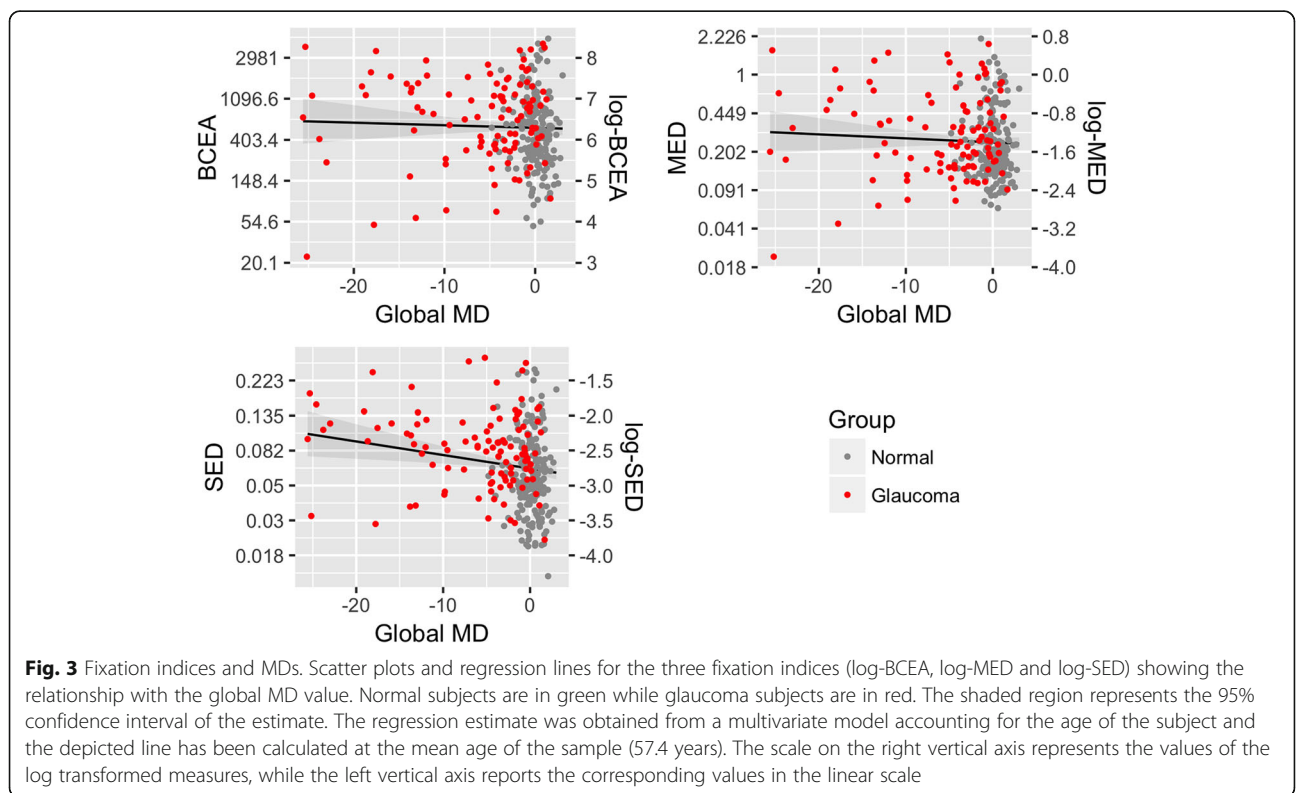 2981
1096.6
403.4
148.4
54.6
20.1
BCEA
8
7
6
5
4
3
log-BCEA
-20
-10
0
Global MD
2.226
1
0.449
0.202
0.091
0.041
0.018
MED
0.8
0.0
-0.8
-1.6
-2.4
-3.2
-4.0
log-MED
-20
-10
0
Global MD
0.223
0.135
0.082
0.05
0.03
0.018
SED
-1.5
-2.0
-2.5
-3.0
-3.5
-4.0
log-SED
-20
-10
0
Global MD
Group
Normal
Glaucoma
Fig. 3 Fixation indices and MDs. Scatter plots and regression lines for the three fixation indices (log-BCEA, log-MED and log-SED) showing the
relationship with the global MD value. Normal subjects are in green while glaucoma subjects are in red. The shaded region represents the 95%
confidence interval of the estimate. The regression estimate was obtained from a multivariate model accounting for the age of the subject and
the depicted line has been calculated at the mean age of the sample (57.4 years). The scale on the right vertical axis represents the values of the
log transformed measures, while the left vertical axis reports the corresponding values in the linear scale